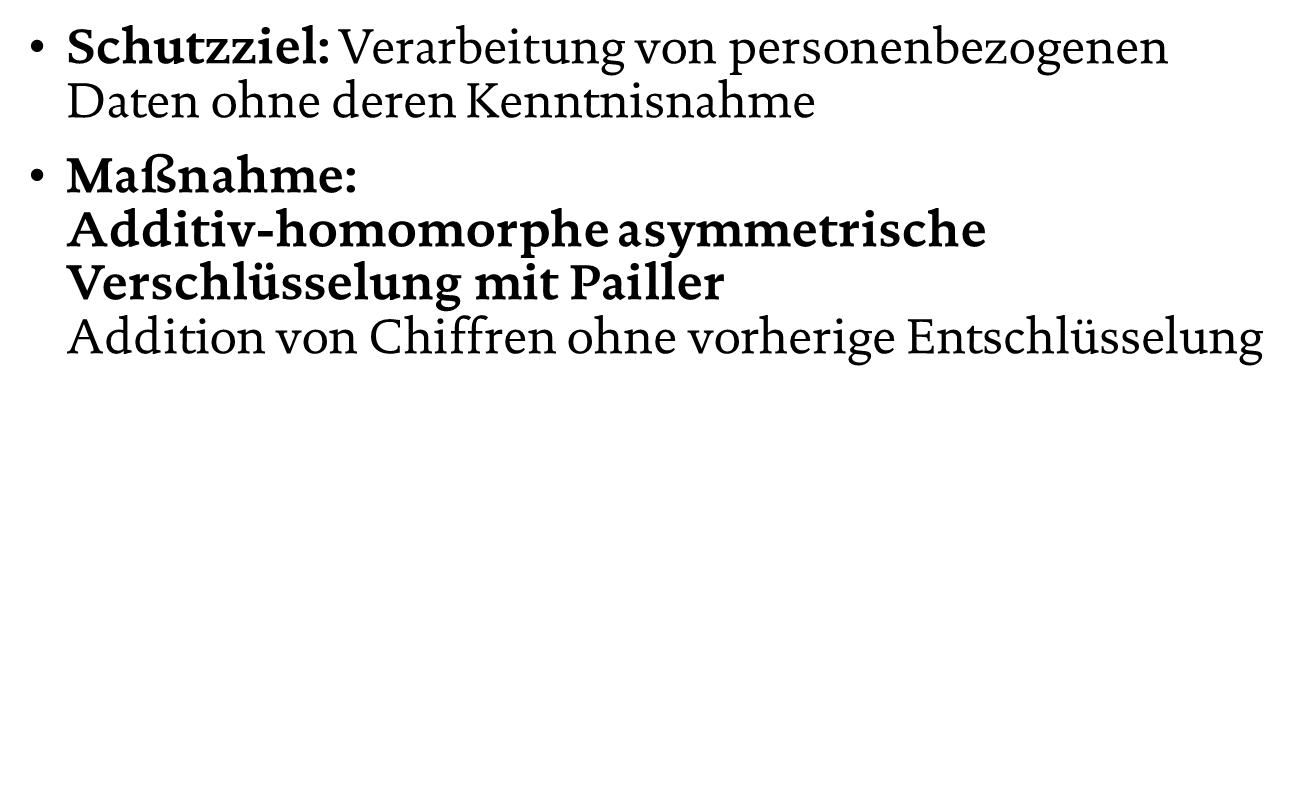 • Schutzziel: Verarbeitung von personenbezogenen
Daten ohne deren Kenntnisnahme
• Maßnahme:
Additiv-homomorphe asymmetrische
Verschlüsselung mit Pailler
Addition von Chiffren ohne vorherige Entschlüsselung